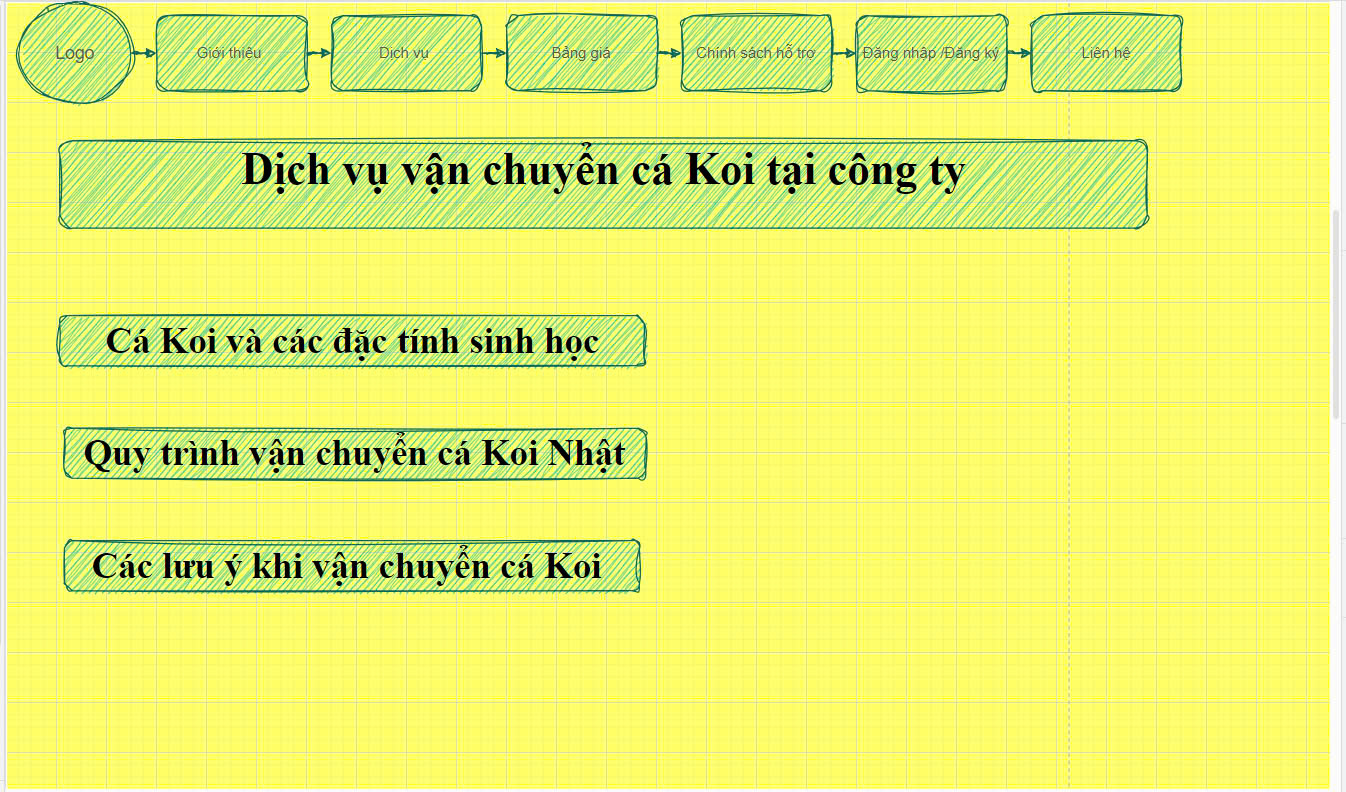 Logo
Giới thiệu
Dịch vụ
Bảng giá
Chính sách hỗ trợ
Đăng nhập /Đăng ký
Liên hệ
Dịch vụ vận chuyển cá Koi tại công ty
Cá Koi và các đặc tính sinh học
Quy trình vận chuyển cá Koi Nhật
Các lưu ý khi vận chuyển cá Koi